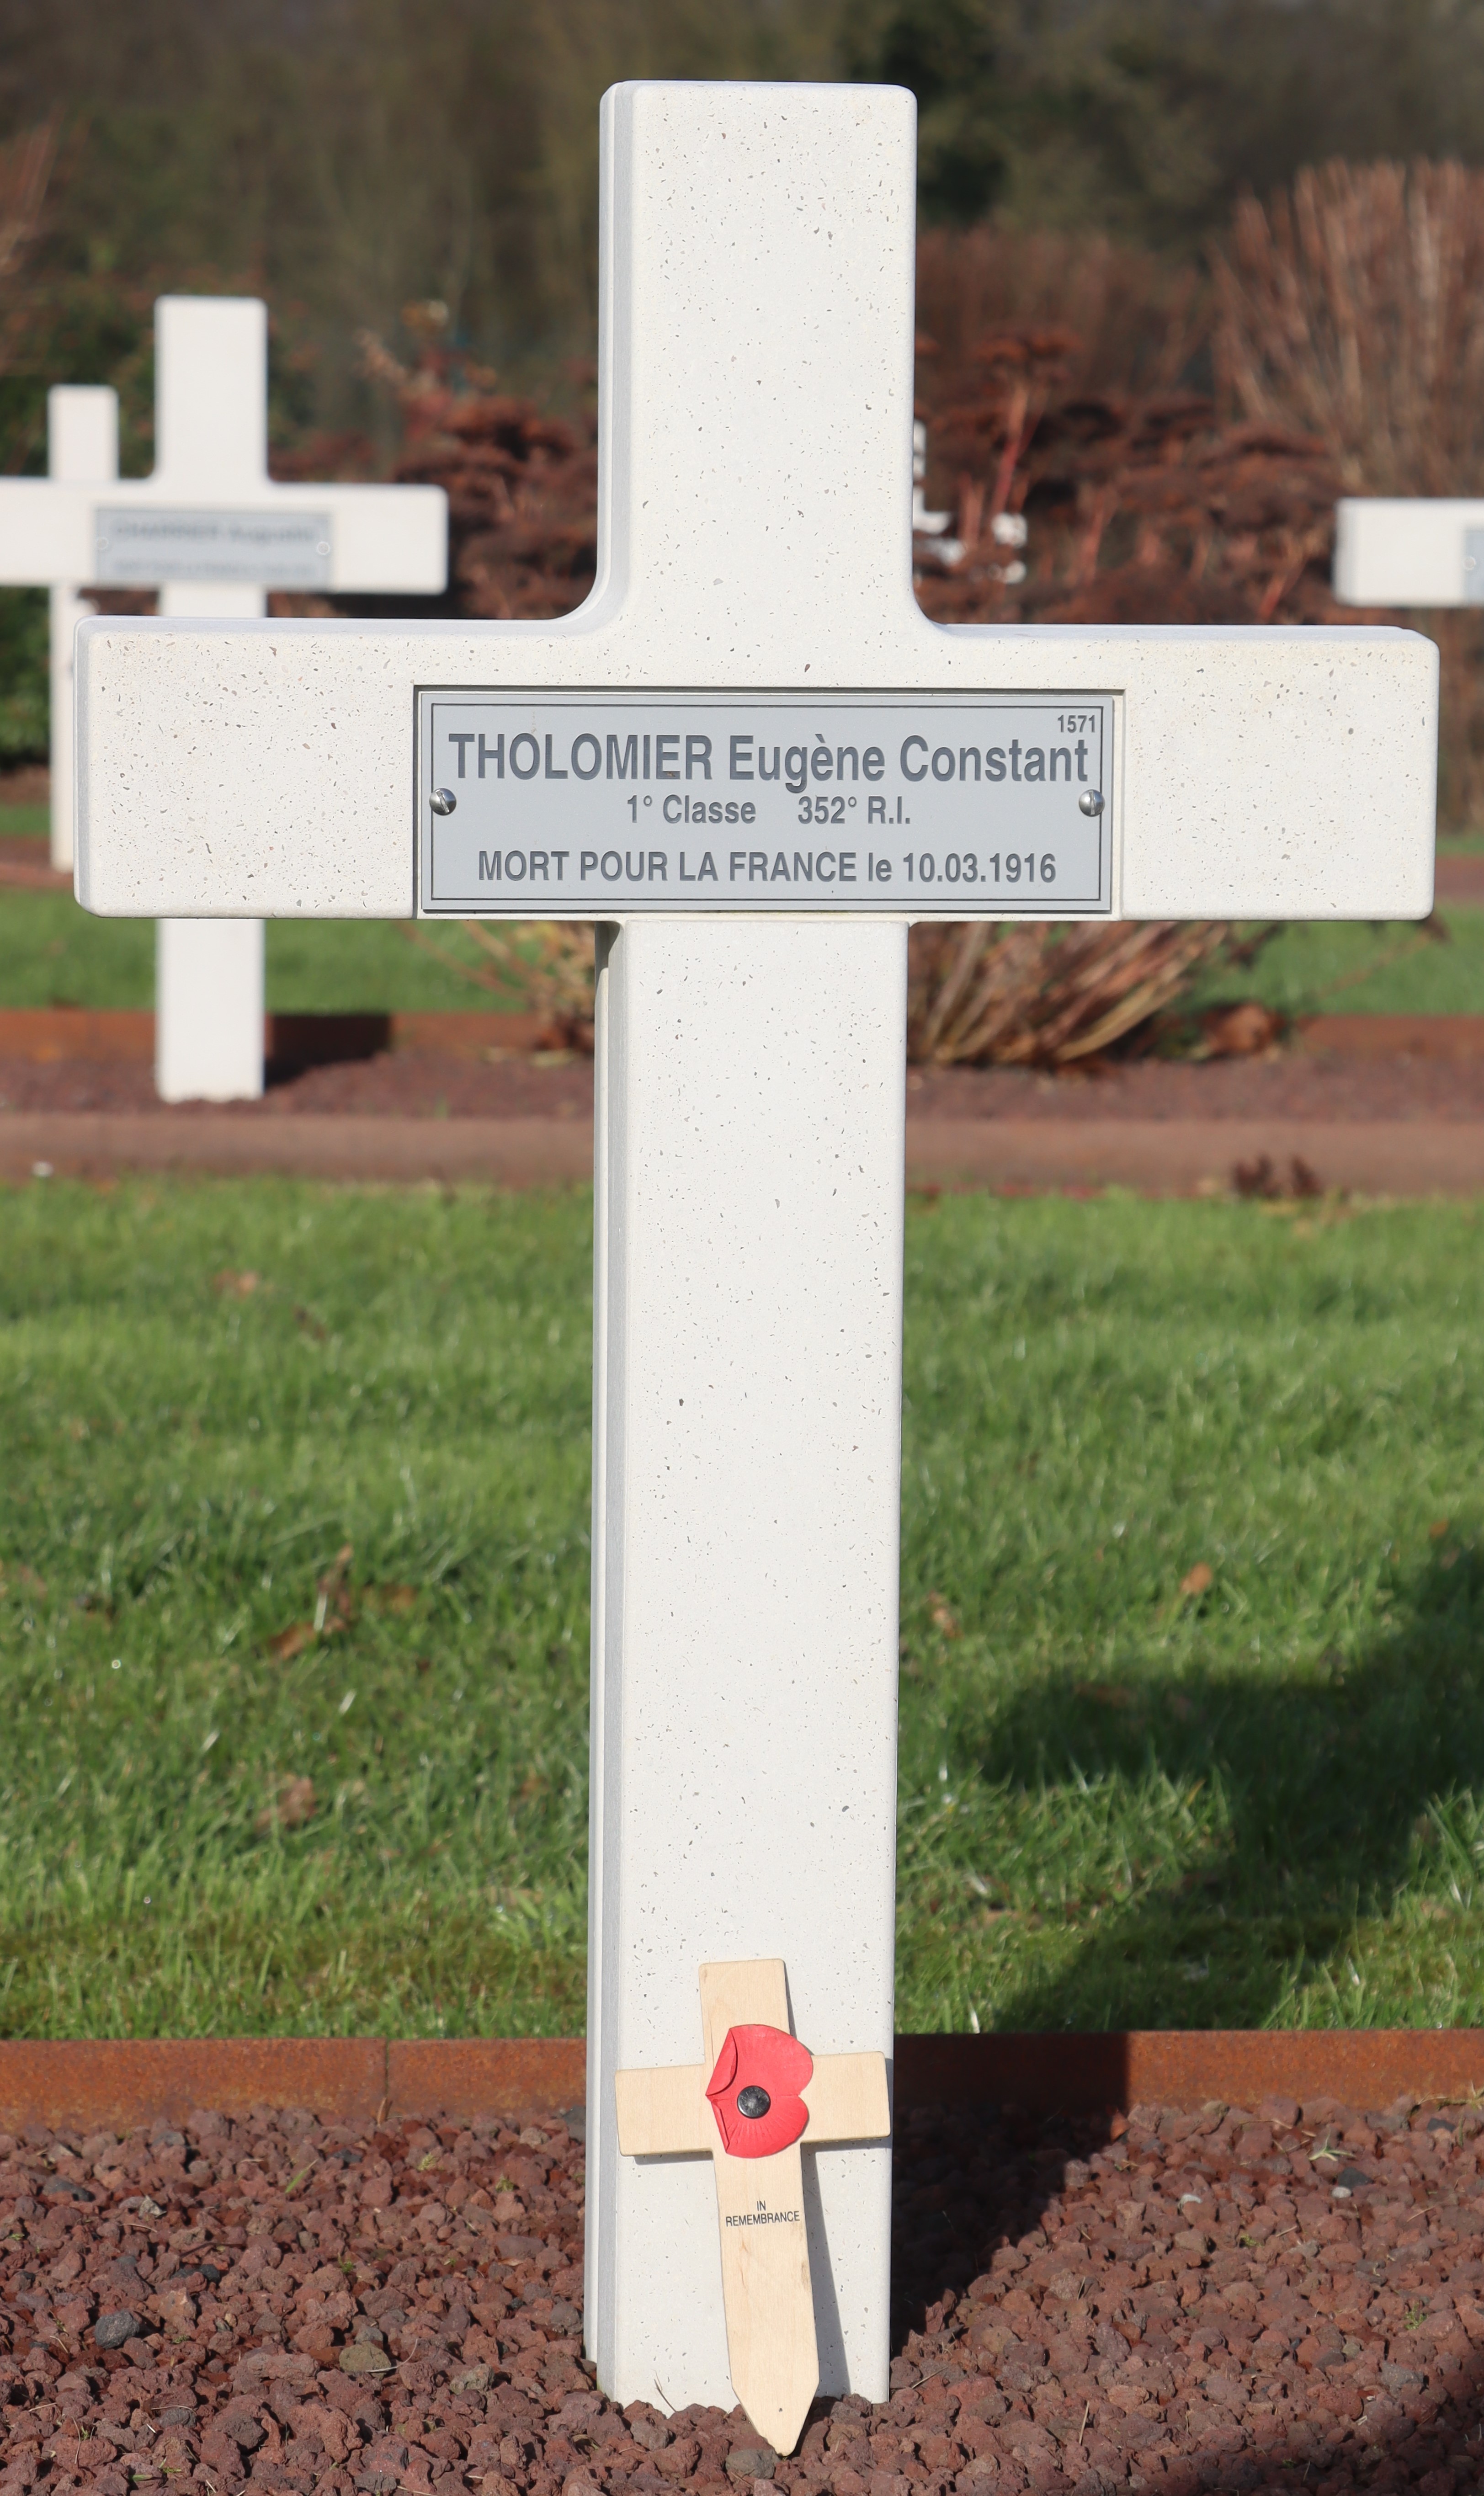 1571
THOLOMIER Eugène Constant
1° Classe 352° R.I.
MORT POUR LA FRANCE le 10.03.1916
IN
REMEMBRANCE